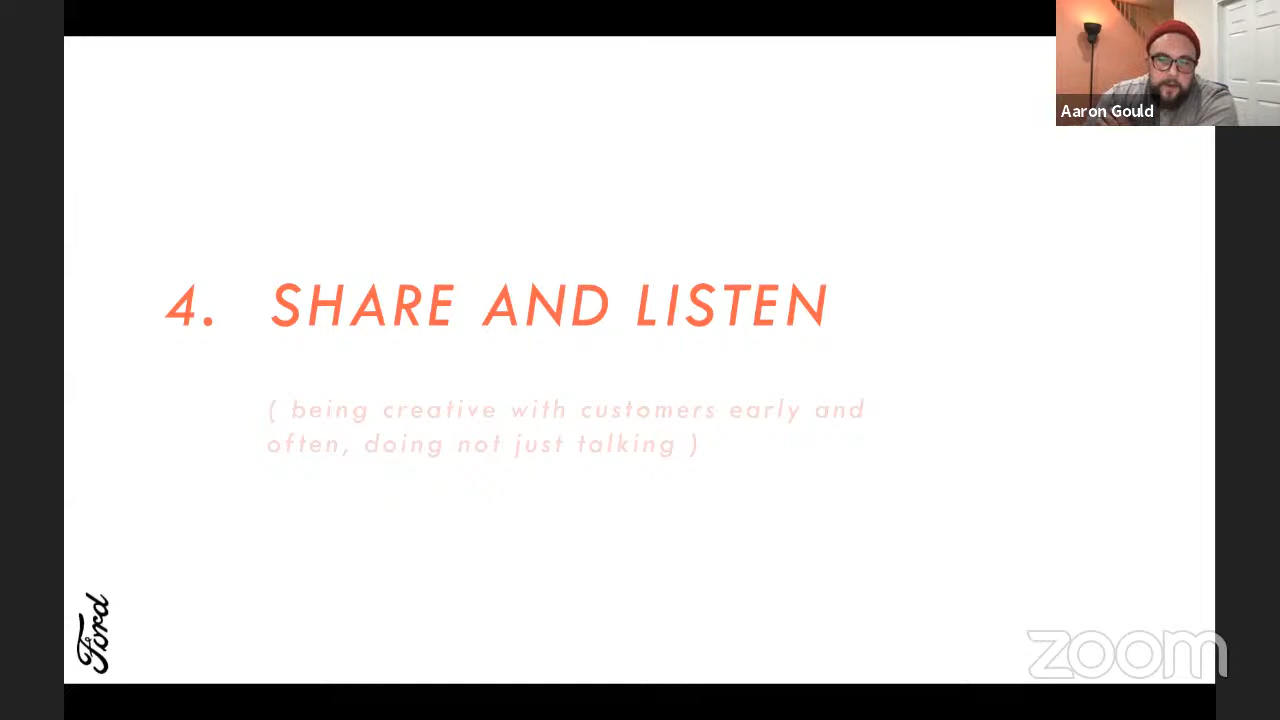 Aaron Gould
4. SHARE AND LISTEN
( being creative with customers early and
often, doing not just talking )
Ford
zoom